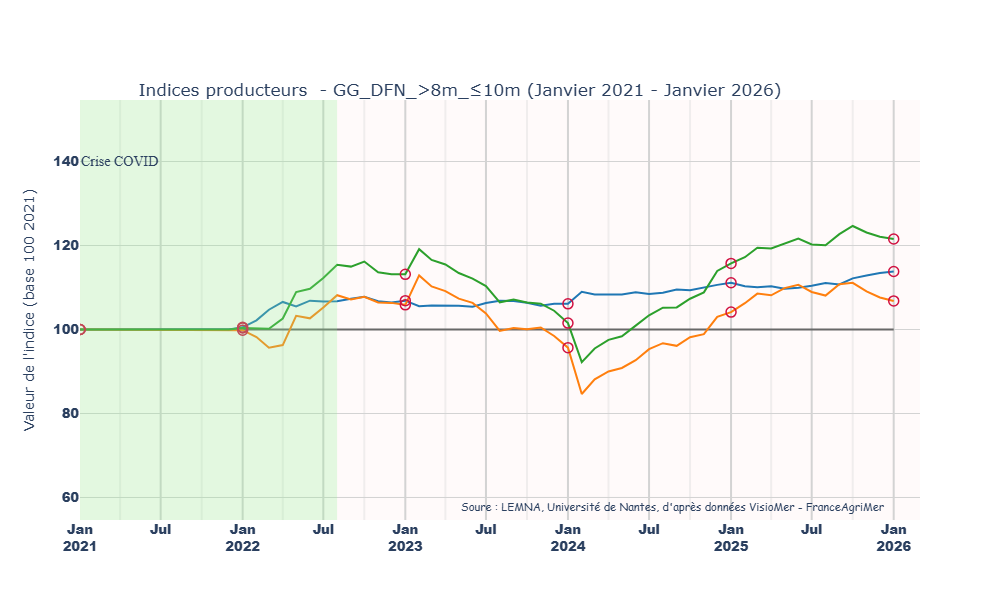 Indices producteurs - GG_DFN_>8m_≤10m (Janvier 2021 - Janvier 2026)
Valeur de l'indice (base 100 2021)
140
Crise COVID
120
100
80
60
Soure : LEMNA, Université de Nantes, d'après données VisioMer - FranceAgriMer
Jan Jul Jan Jul Jan Jul Jan Jul Jan Jul Jan
2021 2022 2023 2024 2025 2026